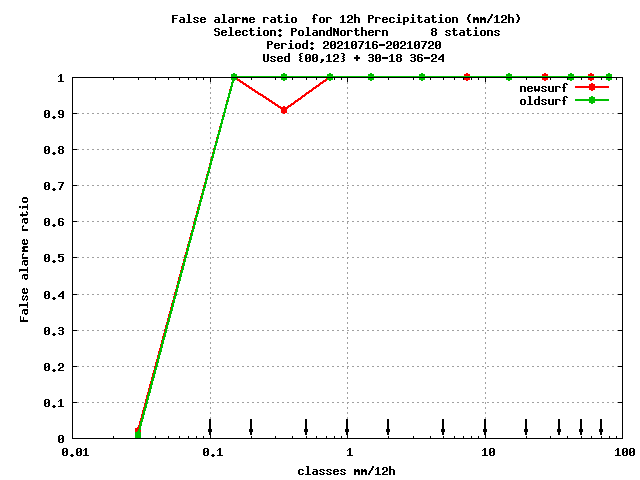 False alarme ratio  for 12h Precipitation (mm/12h)
Selection: PolandNorthern      8 stations
Period: 20210716-20210720
Used {00,12} + 30-18 36-24
1
0.9
0.8
0.7
0.6
0.5
0.4
0.3
0.2
0.1
0
False alarme ratio
newsurf
oldsurf
0.01 0.1 1 10 100
classes mm/12h